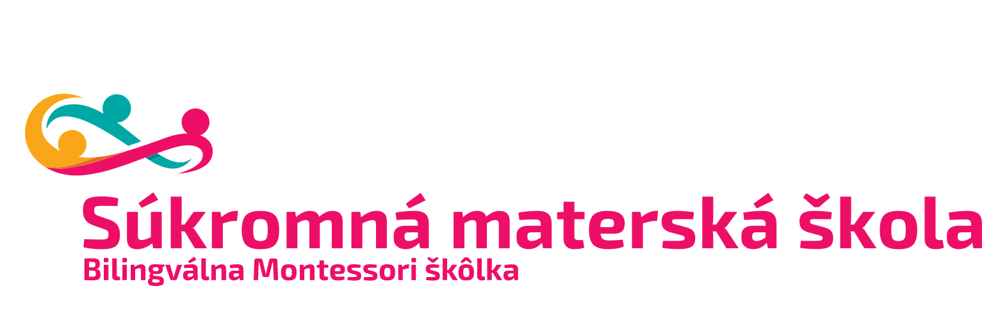 Súkromná materská škola
Bilingválna Montessori škôlka